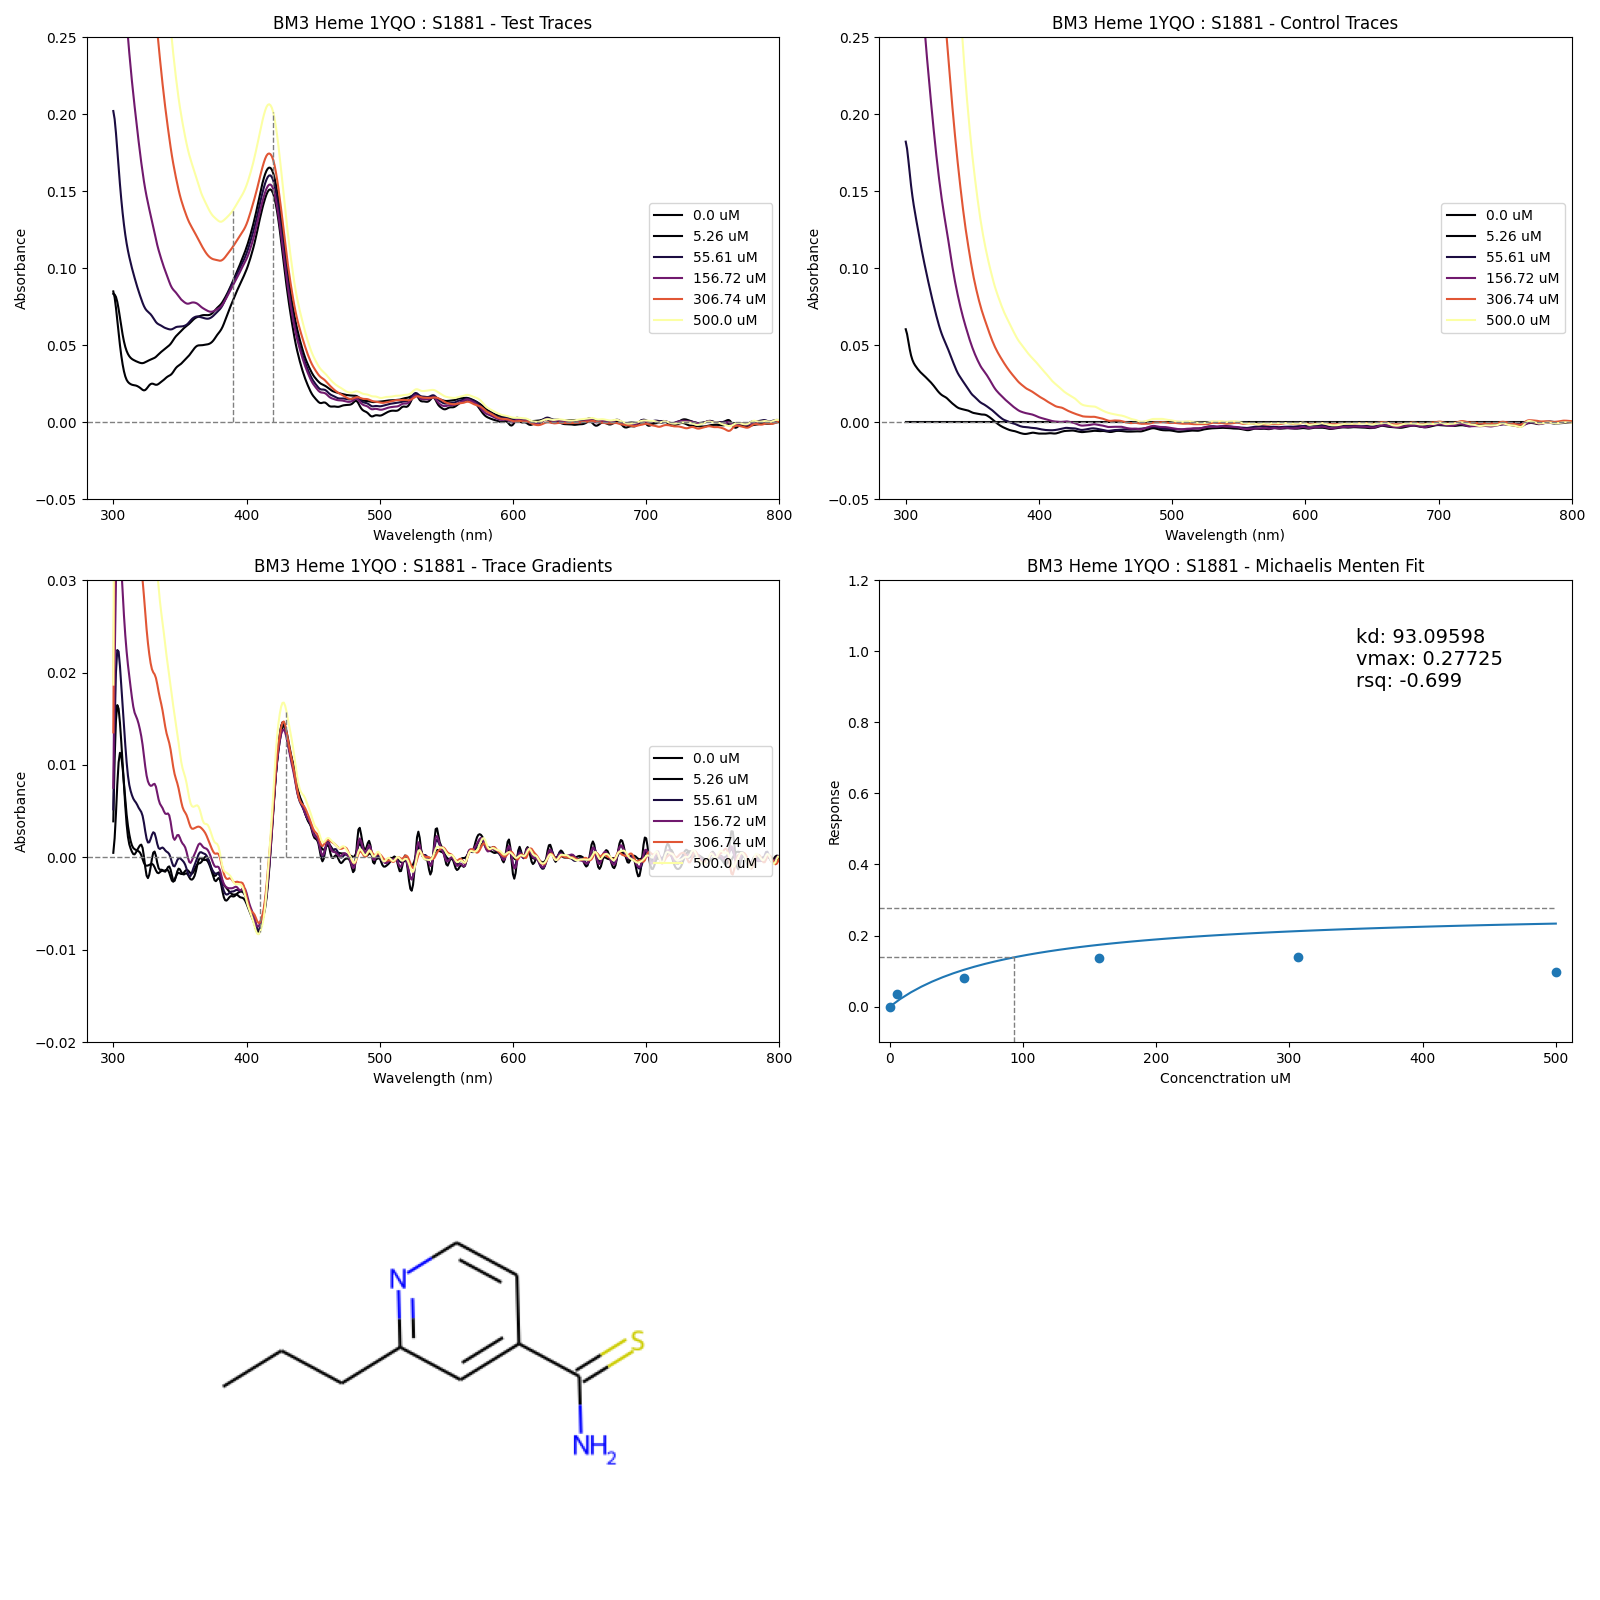 BM3 Heme 1YQO : S1881 - Test Traces
0.25
0.20
0.15
0.10
0.05
0.00
−0.05
Absorbance
300
400
500
600
700
800
Wavelength (nm)
0.0 uM
5.26 uM
55.61 uM
156.72 uM
306.74 uM
500.0 uM
BM3 Heme 1YQO : S1881 - Control Traces
0.25
0.20
0.15
0.10
0.05
0.00
−0.05
Absorbance
300
400
500
600
700
800
Wavelength (nm)
0.0 uM
5.26 uM
55.61 uM
156.72 uM
306.74 uM
500.0 uM
BM3 Heme 1YQO : S1881 - Trace Gradients
0.03
0.02
0.01
0.00
−0.01
−0.02
Absorbance
300
400
500
600
700
800
Wavelength (nm)
0.0 uM
5.26 uM
55.61 uM
156.72 uM
306.74 uM
500.0 uM
BM3 Heme 1YQO : S1881 - Michaelis Menten Fit
1.2
1.0
0.8
0.6
0.4
0.2
0.0
Response
0
100
200
300
400
500
Concenctration uM
kd: 93.09598
vmax: 0.27725
rsq: -0.699
N
S
NH2